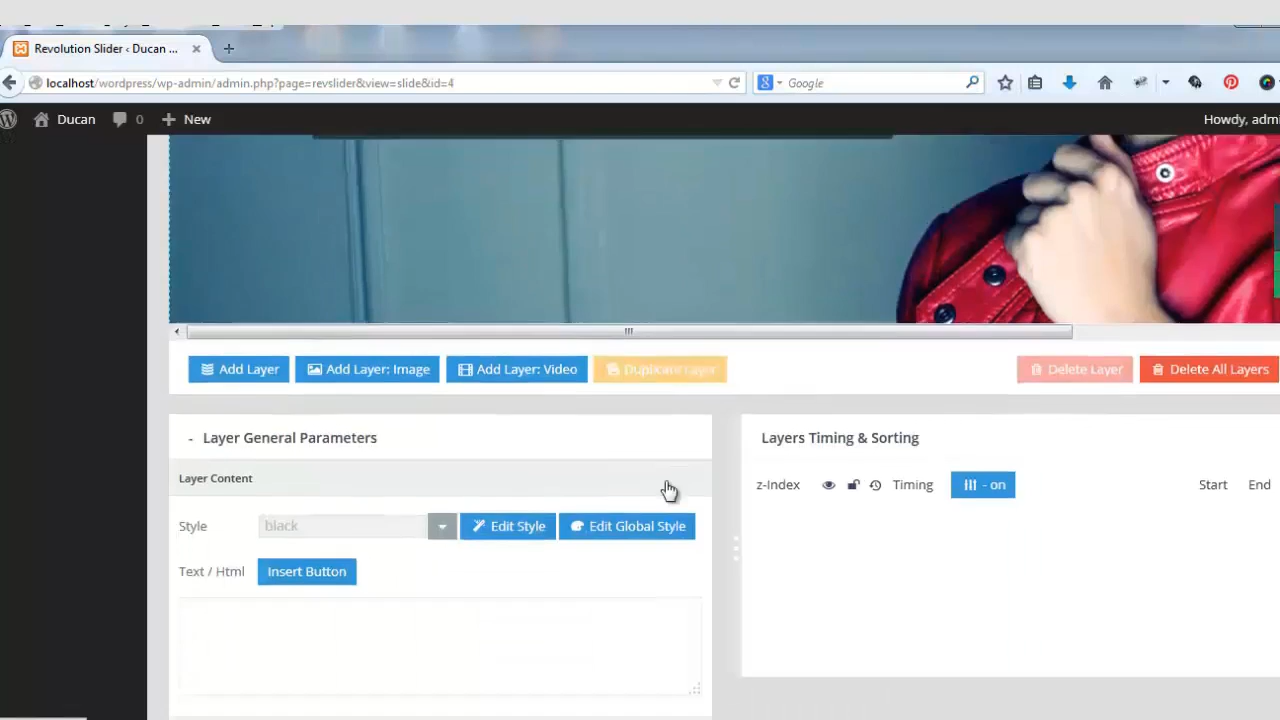 Revolution Slider ‹ Ducan ...
localhost/wordpress/wp-admin/admin.php?page=revslider&view=slide&id=4
Google
Ducan 0 New Howdy, admi
Add Layer Add Layer: Image Add Layer: Video Duplicate Layer Delete Layer Delete All Layers
- Layer General Parameters
Layers Timing & Sorting
Layer Content
z-Index Timing - on Start End
Style black Edit Style Edit Global Style
Text / Html Insert Button